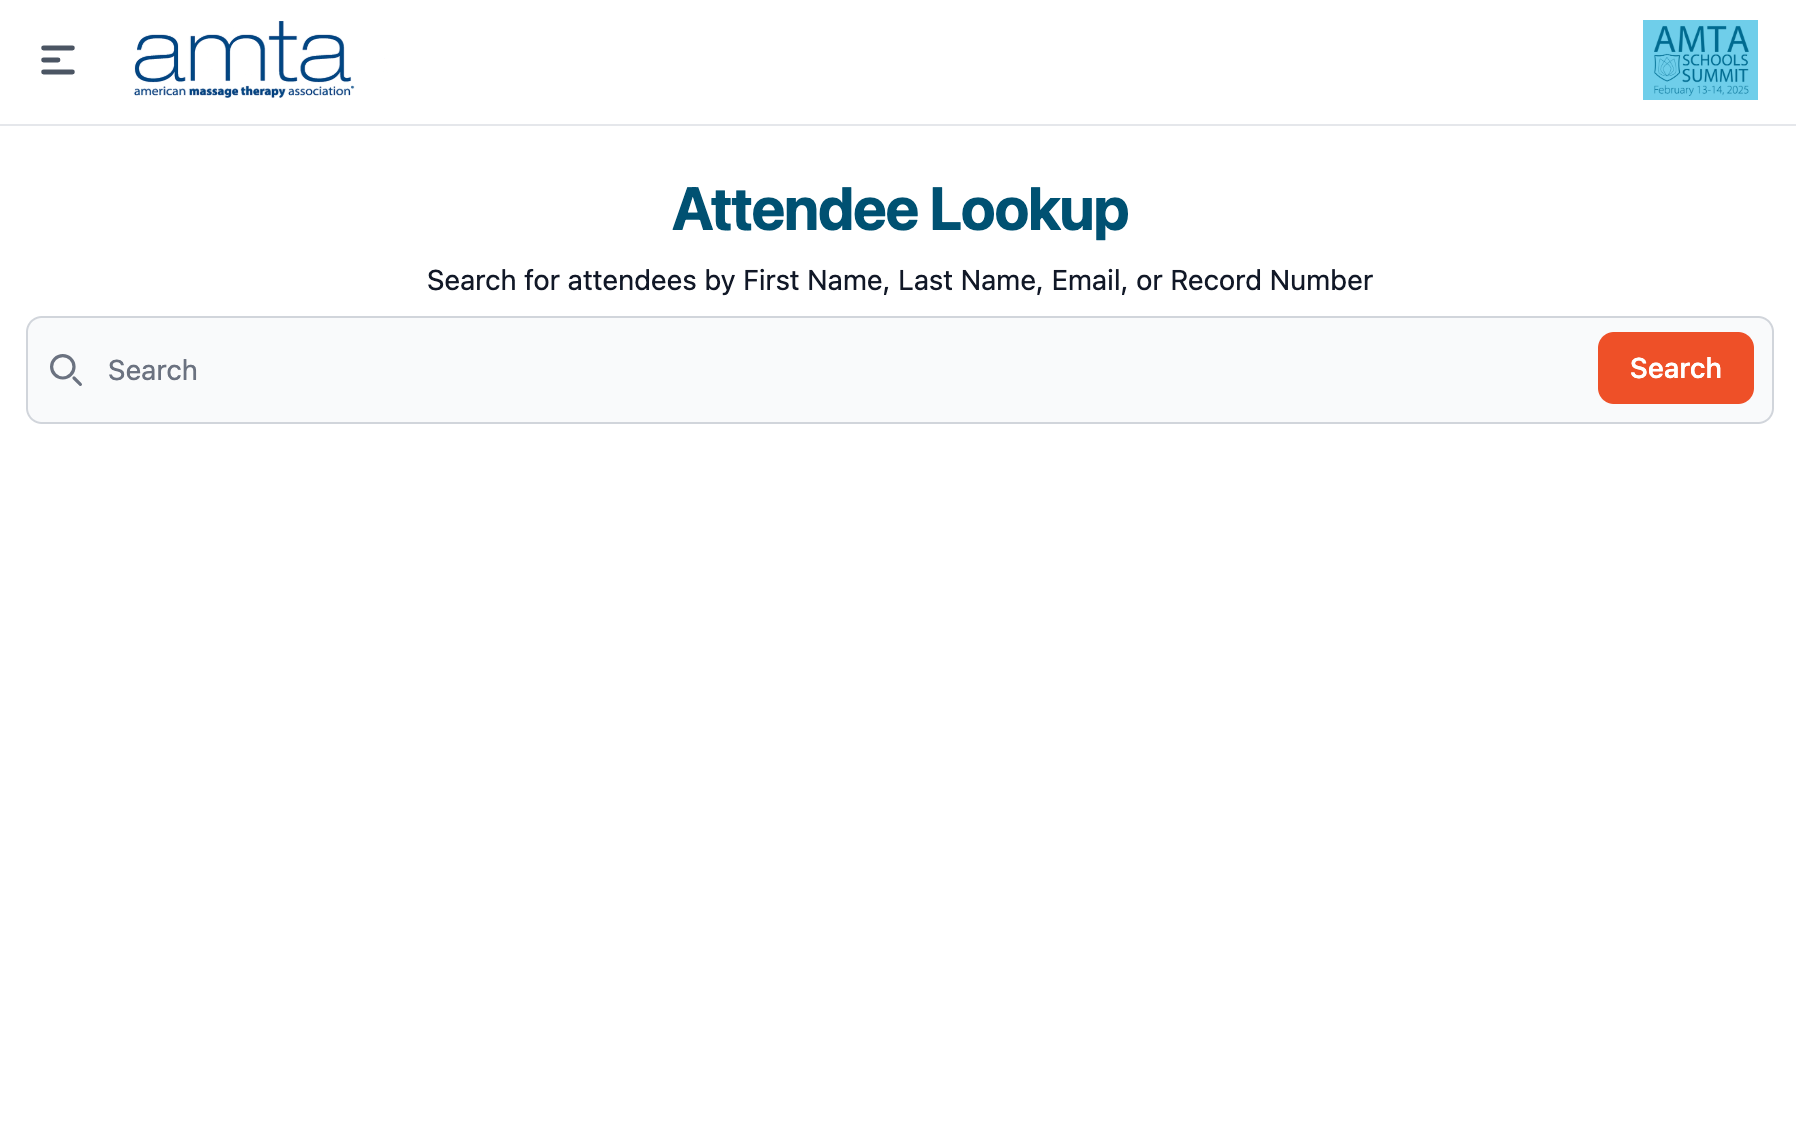 amta
american massage therapy association®
AMTA
SCHOOLS
SUMMIT
February 13-14, 2025
Attendee Lookup
Search for attendees by First Name, Last Name, Email, or Record Number
Search
Search